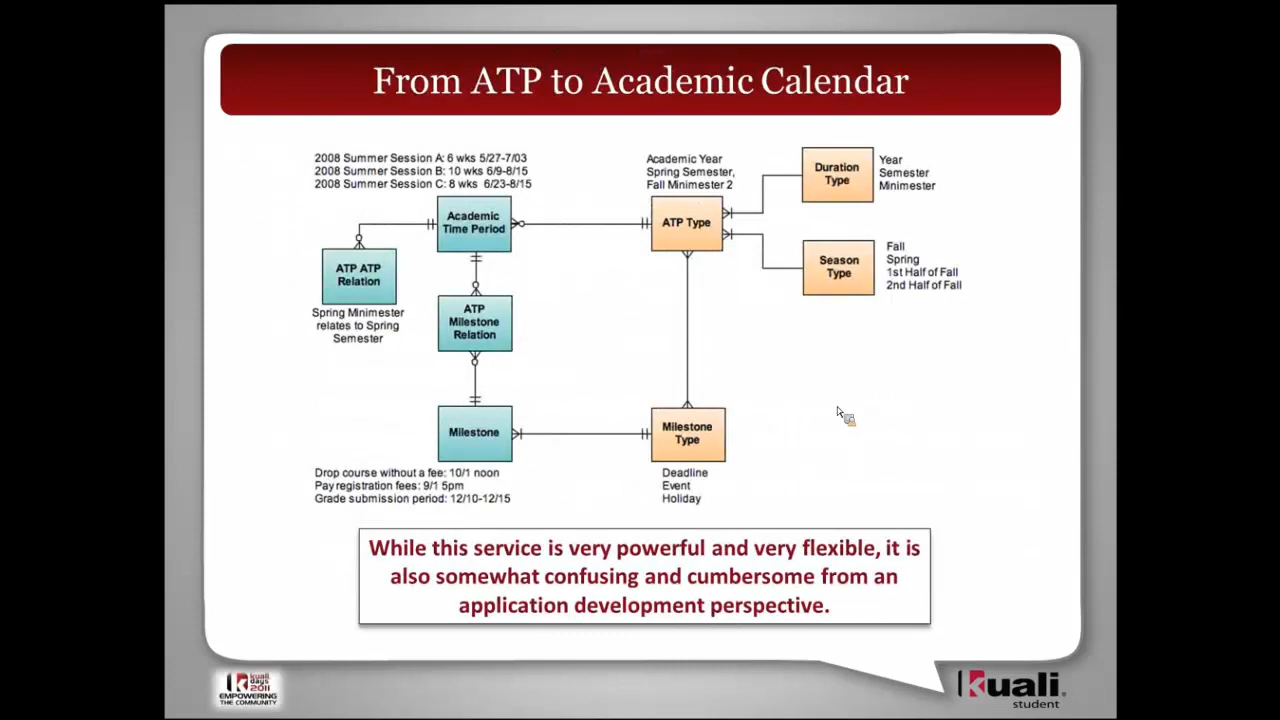 From ATP to Academic Calendar
2008 Summer Session A: 6 wks 5/27-7/03
2008 Summer Session B: 10 wks 6/9-8/15
2008 Summer Session C: 8 wks 6/23-8/15
Academic
Time Period
Academic Year
Spring Semester,
Fall Minimester 2
ATP Type
Duration
Type
Year
Semester
Minimester
Season
Type
Fall
Spring
1st Half of Fall
2nd Half of Fall
ATP ATP
Relation
Spring Minimester
relates to Spring
Semester
ATP
Milestone
Relation
Milestone
Drop course without a fee: 10/1 noon
Pay registration fees: 9/1 5pm
Grade submission period: 12/10-12/15
Milestone
Type
Deadline
Event
Holiday
While this service is very powerful and very flexible, it is
also somewhat confusing and cumbersome from an
application development perspective.
kuali
days
2011
EMPOWERING
THE COMMUNITY
Kuali
student